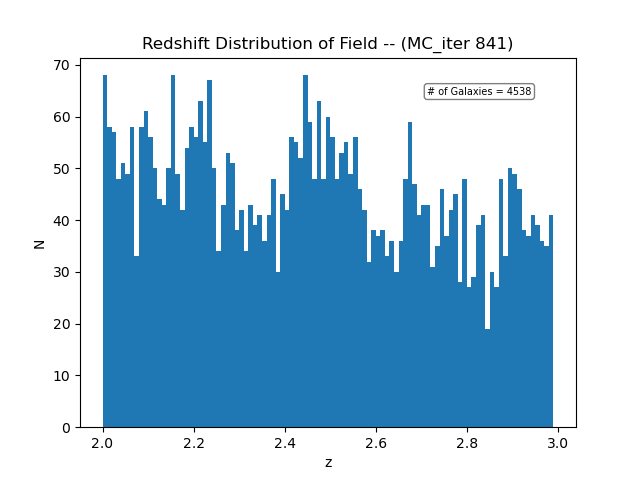 Redshift Distribution of Field -- (MC_iter 841)
# of Galaxies = 4538
70
60
50
40
30
20
10
0
N
2.0 2.2 2.4 2.6 2.8 3.0
z